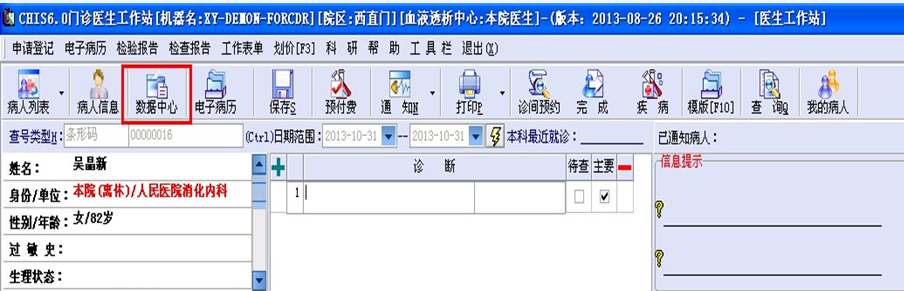 CHIS6.0门诊医生工作站[机器名:XY-DEMON-FORCDR][院区:西直门][血液透析中心:本院医生]-(版本: 2013-08-26 20:15:34) - [医生工作站]
申请登记 电子病历 检验报告 检查报告 工作表单 划价[F3] 科 研 帮 助 工 具 栏 退出(X)
病人列表 病人信息 数据中心 电子病历 保存S 预付费 通 知N 打印P 诊间预约 完 成 疾 病 模版[F10] 查 询Q 我的病人
查号类型M: 条形码 00000016 (Ctrl)日期范围: 2013-10-31 -- 2013-10-31 本科最近就诊: 已通知病人:
姓名: 吴晶新 诊 断 待查 主要 信息提示
身份/单位: 本院(离休)/人民医院消化内科 1
性别/年龄: 女/82岁
过 敏 史:
生理状态: